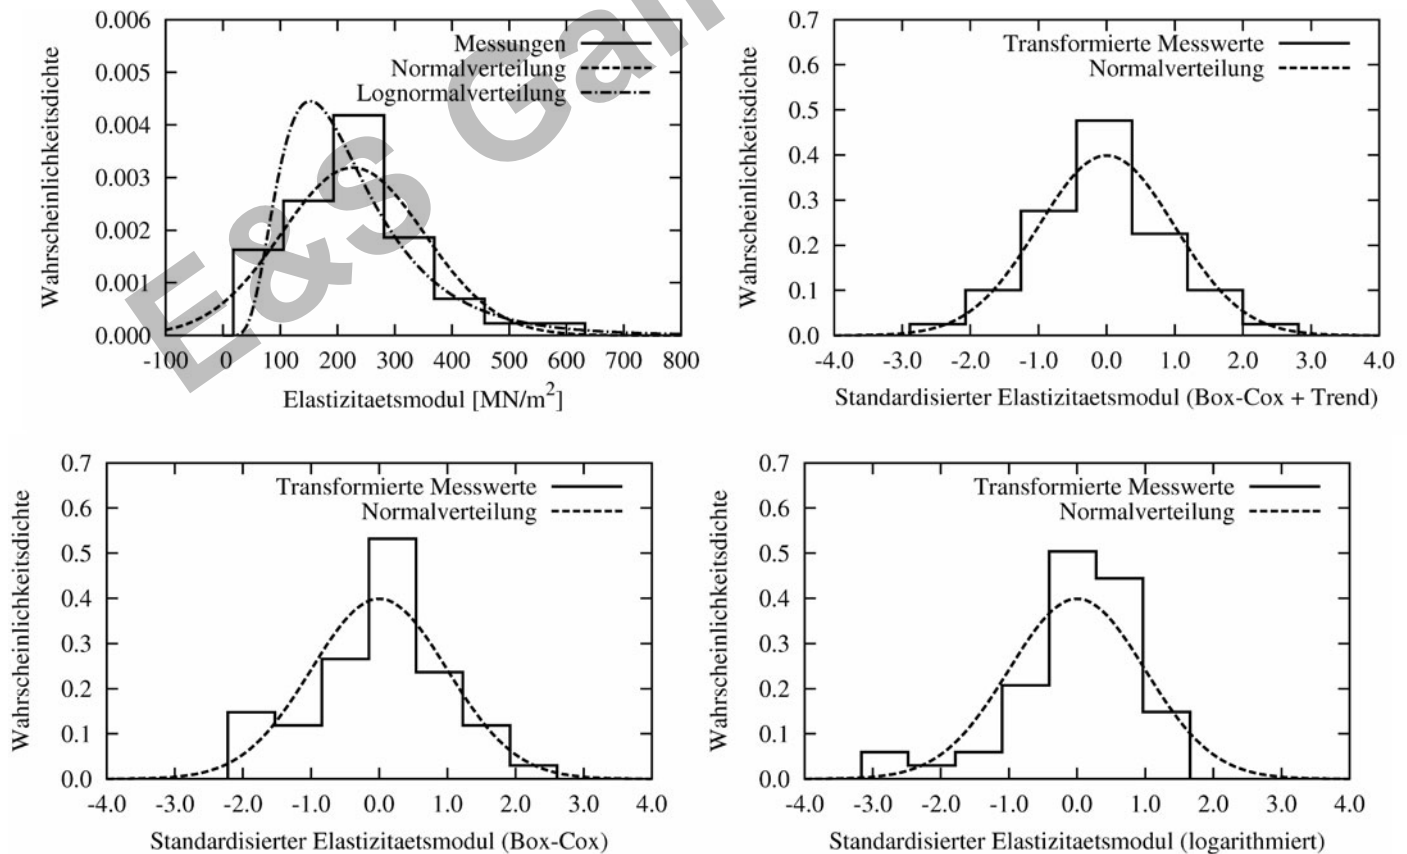 0.006
0.005
0.004
0.003
0.002
0.001
0.000
Wahrscheinlichkeitsdichte
Messungen
Normalverteilung
Lognormalverteilung
-100 0 100 200 300 400 500 600 700 800
Elastizitaetsmodul [MN/m²]
0.7
0.6
0.5
0.4
0.3
0.2
0.1
0.0
Wahrscheinlichkeitsdichte
Transformierte Messwerte
Normalverteilung
-4.0 -3.0 -2.0 -1.0 0.0 1.0 2.0 3.0 4.0
Standardisierter Elastizitaetsmodul (Box-Cox + Trend)
0.7
0.6
0.5
0.4
0.3
0.2
0.1
0.0
Wahrscheinlichkeitsdichte
Transformierte Messwerte
Normalverteilung
-4.0 -3.0 -2.0 -1.0 0.0 1.0 2.0 3.0 4.0
Standardisierter Elastizitaetsmodul (Box-Cox)
0.7
0.6
0.5
0.4
0.3
0.2
0.1
0.0
Wahrscheinlichkeitsdichte
Transformierte Messwerte
Normalverteilung
-4.0 -3.0 -2.0 -1.0 0.0 1.0 2.0 3.0 4.0
Standardisierter Elastizitaetsmodul (logarithmiert)
E&S